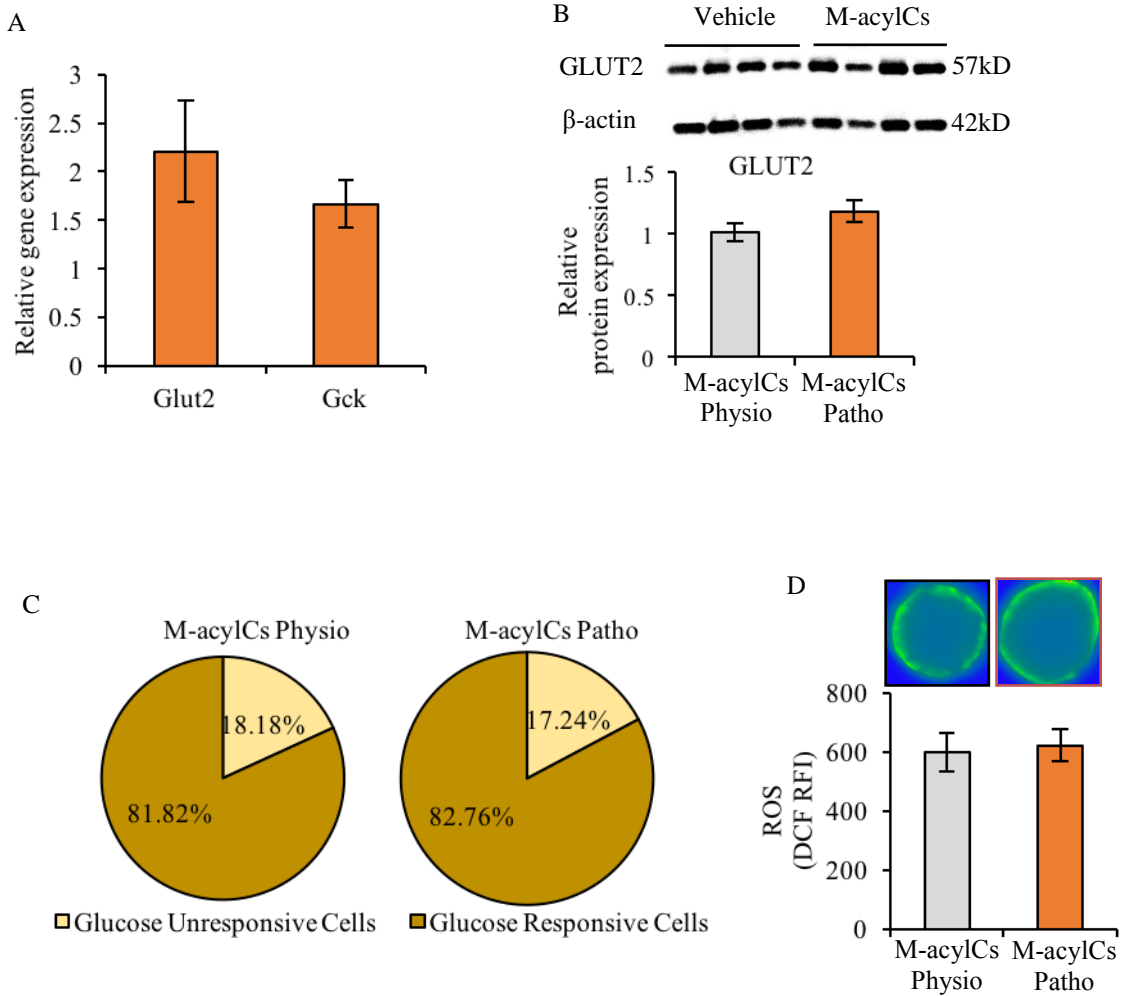 A
Relative gene expression
3
2.5
2
1.5
1
0.5
0
Glut2 Gck
B
Vehicle M-acylCs
GLUT2 57kD
β-actin 42kD
GLUT2
Relative
protein expression
1.5
1
0.5
0
M-acylCs M-acylCs
Physio Patho
C
M-acylCs Physio M-acylCs Patho
18.18% 17.24%
81.82% 82.76%
Glucose Unresponsive Cells Glucose Responsive Cells
D
ROS
(DCF RFI)
800
600
400
200
0
M-acylCs M-acylCs
Physio Patho